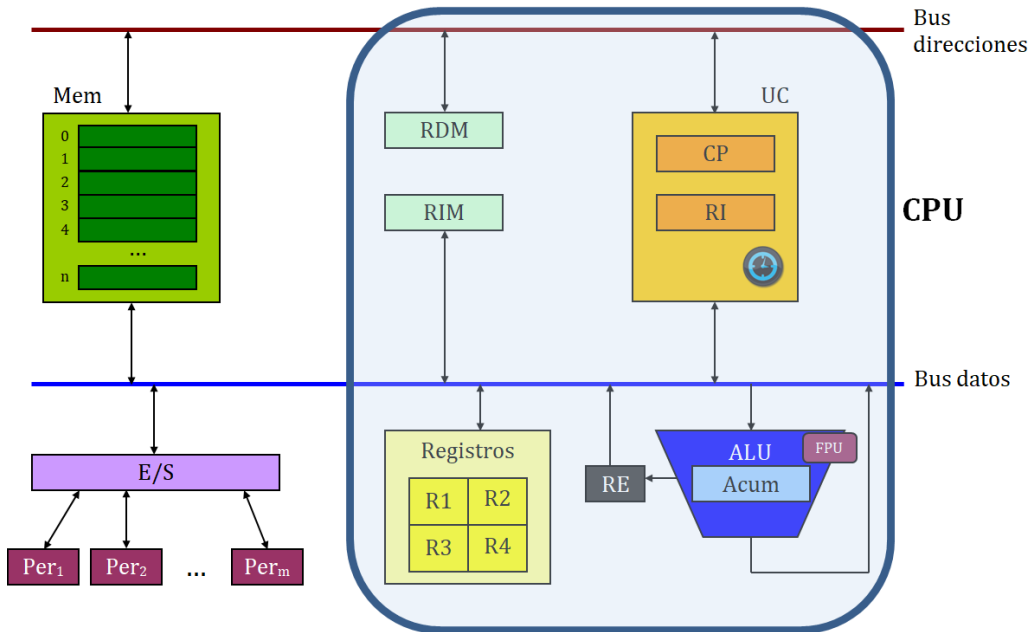 Bus
direcciones
Mem
UC
0
1
2
3
4
...
n
RDM
RIM
CP
RI
CPU
Bus datos
E/S
Per1
Per2
...
Perm
Registros
R1 R2
R3 R4
RE
ALU
FPU
Acum